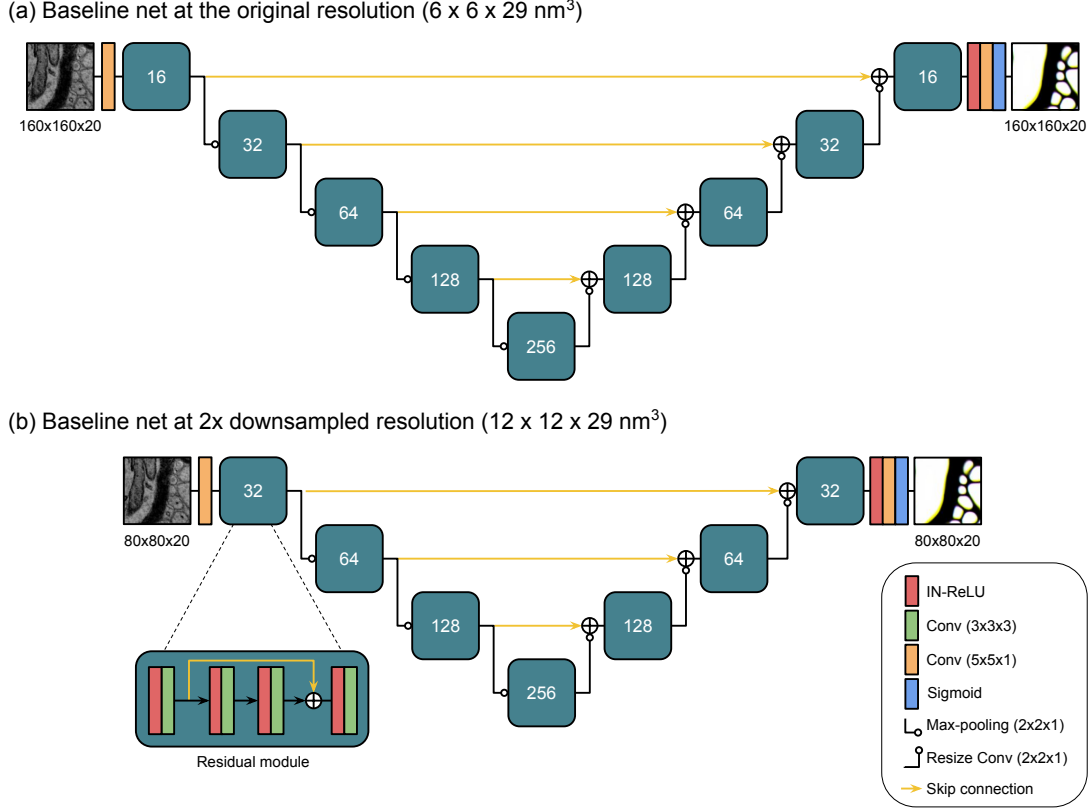 (a) Baseline net at the original resolution (6 x 6 x 29 nm³)
16
16
160x160x20
160x160x20
32
32
64
64
128
128
256
(b) Baseline net at 2x downsampled resolution (12 x 12 x 29 nm³)
32
32
80x80x20
80x80x20
64
64
128
128
256
Residual module
IN-ReLU
Conv (3x3x3)
Conv (5x5x1)
Sigmoid
Max-pooling (2x2x1)
Resize Conv (2x2x1)
Skip connection